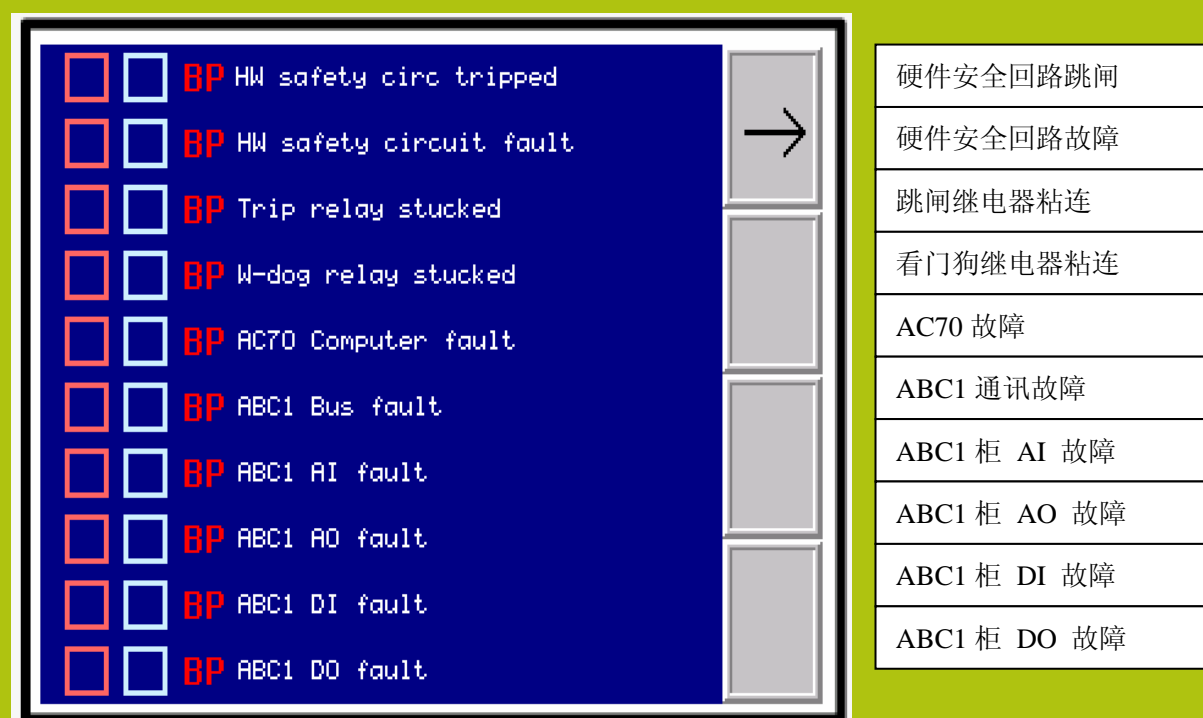 BP HW safety circ tripped
BP HW safety circuit fault
BP Trip relay stucked
BP W-dog relay stucked
BP AC70 Computer fault
BP ABC1 Bus fault
BP ABC1 AI fault
BP ABC1 AO fault
BP ABC1 DI fault
BP ABC1 DO fault
硬件安全回路跳闸
硬件安全回路故障
跳闸继电器粘连
看门狗继电器粘连
AC70 故障
ABC1 通讯故障
ABC1 柜 AI 故障
ABC1 柜 AO 故障
ABC1 柜 DI 故障
ABC1 柜 DO 故障